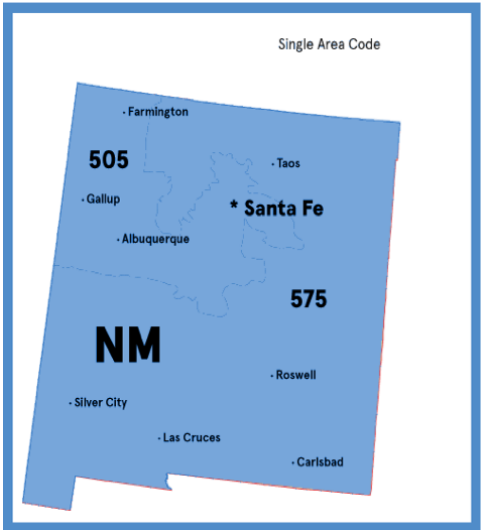 Single Area Code
Farmington
505
Taos
Gallup
* Santa Fe
Albuquerque
575
NM
Roswell
Silver City
Las Cruces
Carlsbad